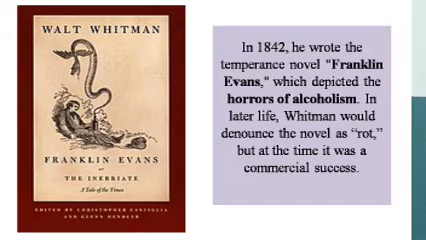 WALT WHITMAN
FRANKLIN EVANS
or
THE INEBRIATE
A Tale of the Times
EDITED BY CHRISTOPHER CASTIGLIA
AND GLENN HENDLER
In 1842, he wrote the
temperance novel "Franklin
Evans," which depicted the
horrors of alcoholism. In
later life, Whitman would
denounce the novel as “rot,”
but at the time it was a
commercial success.